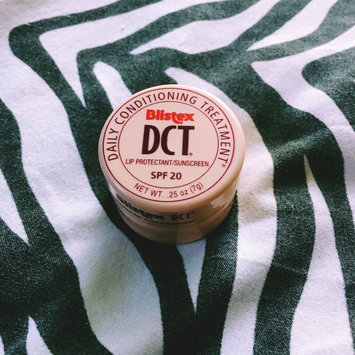 DAILY CONDITIONING TREATMENT
Blistex
DCT
LIP PROTECTANT/SUNSCREEN
SPF 20
NET WT. .25 oz (7g)
Blistex DCT